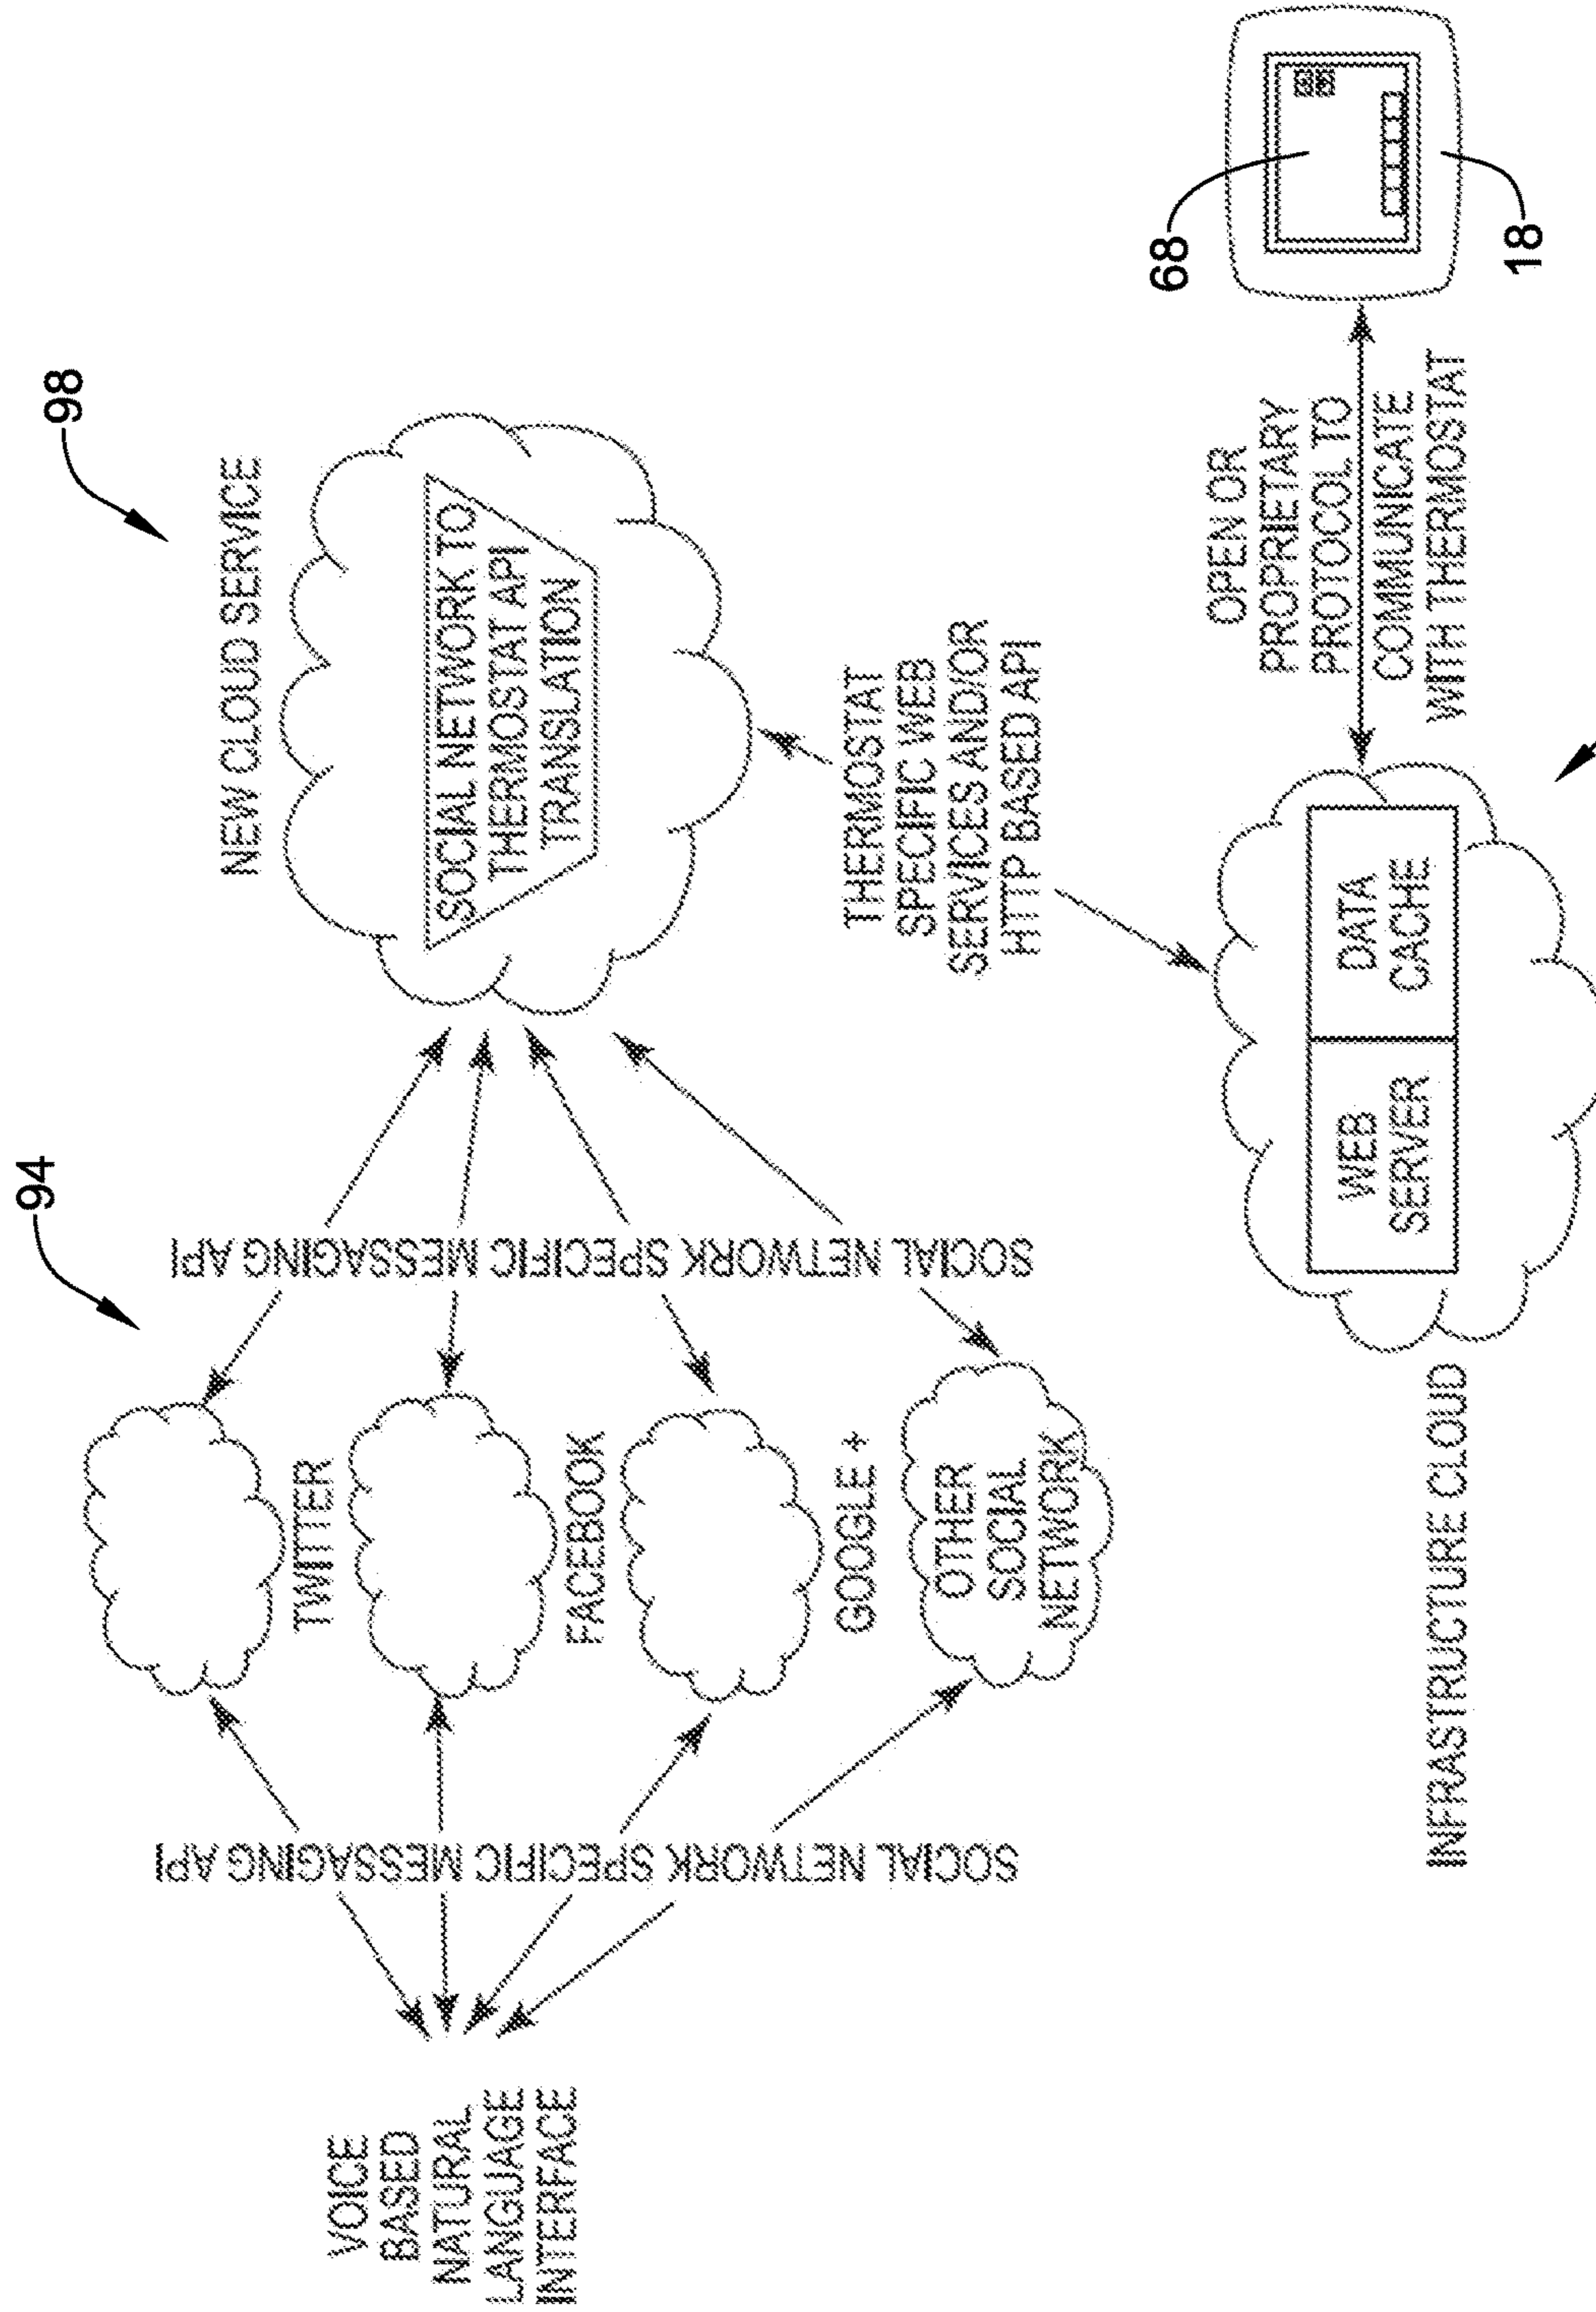 94
98
NEW CLOUD SERVICE
SOCIAL NETWORK TO
THERMOSTAT API
TRANSLATION
SOCIAL NETWORK SPECIFIC MESSAGING API
SOCIAL NETWORK SPECIFIC MESSAGING API
TWITTER
FACEBOOK
GOOGLE +
OTHER
SOCIAL
NETWORK
VOICE
BASED
NATURAL
LANGUAGE
INTERFACE
THERMOSTAT
SPECIFIC WEB
SERVICES AND/OR
HTTP BASED API
INFRASTRUCTURE CLOUD
WEB
SERVER
DATA
CACHE
OPEN OR
PROPRIETARY
PROTOCOL TO
COMMUNICATE
WITH THERMOSTAT
68
18